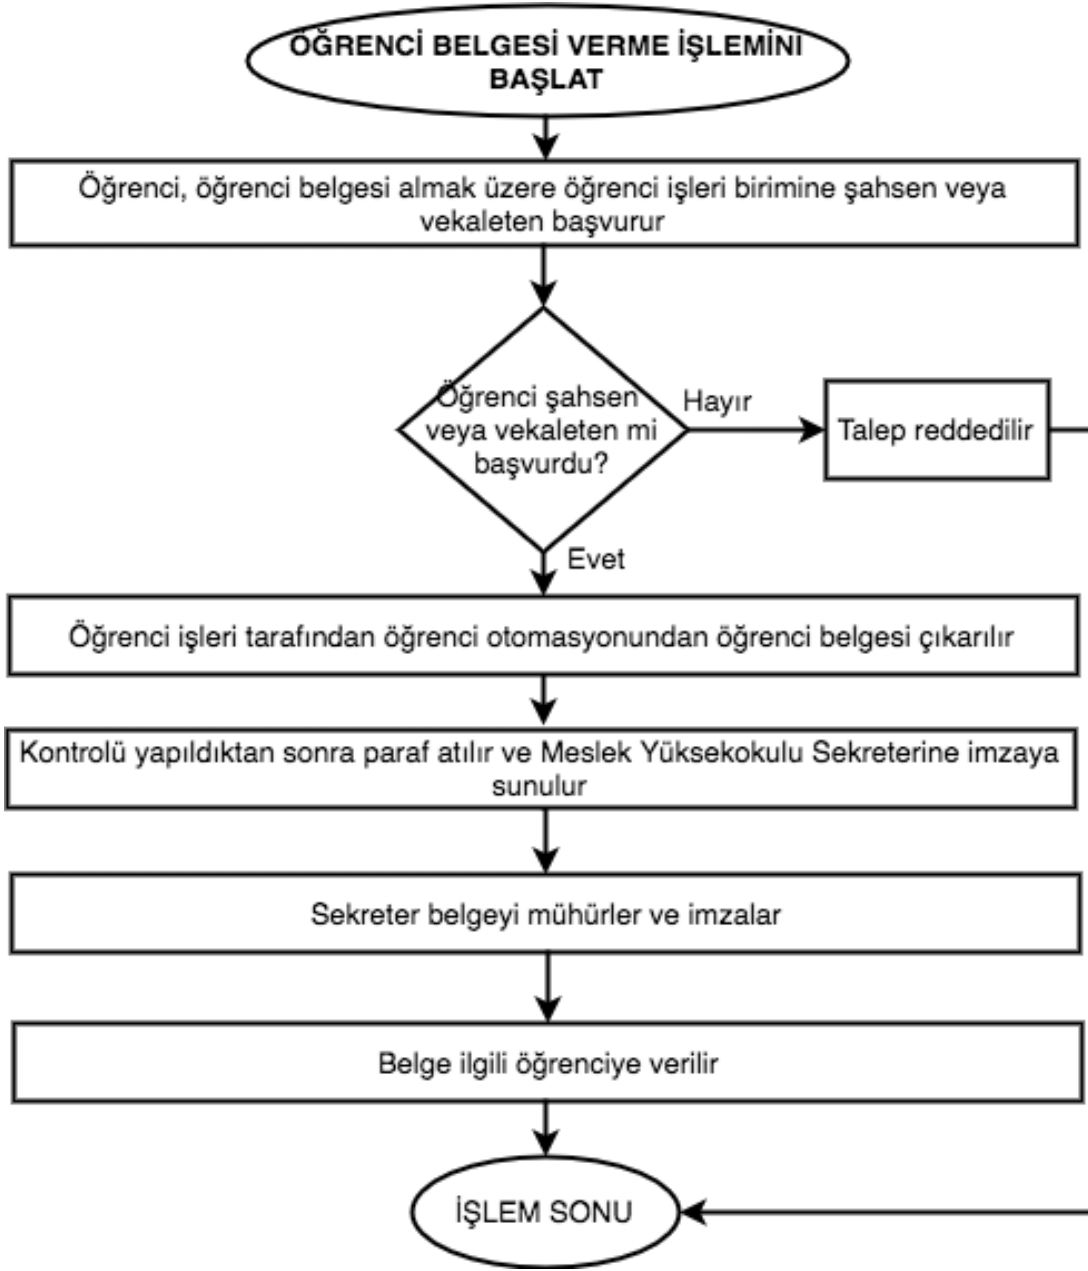 ÖĞRENCİ BELGESİ VERME İŞLEMİNİ
BAŞLAT
Öğrenci, öğrenci belgesi almak üzere öğrenci işleri birimine şahsen veya
vekaleten başvurur
Öğrenci şahsen
veya vekaleten mi
başvurdu?
Hayır
Talep reddedilir
Evet
Öğrenci işleri tarafından öğrenci otomasyonundan öğrenci belgesi çıkarılır
Kontrolü yapıldıktan sonra paraf atılır ve Meslek Yüksekokulu Sekreterine imzaya
sunulur
Sekreter belgeyi mühürler ve imzalar
Belge ilgili öğrenciye verilir
İŞLEM SONU